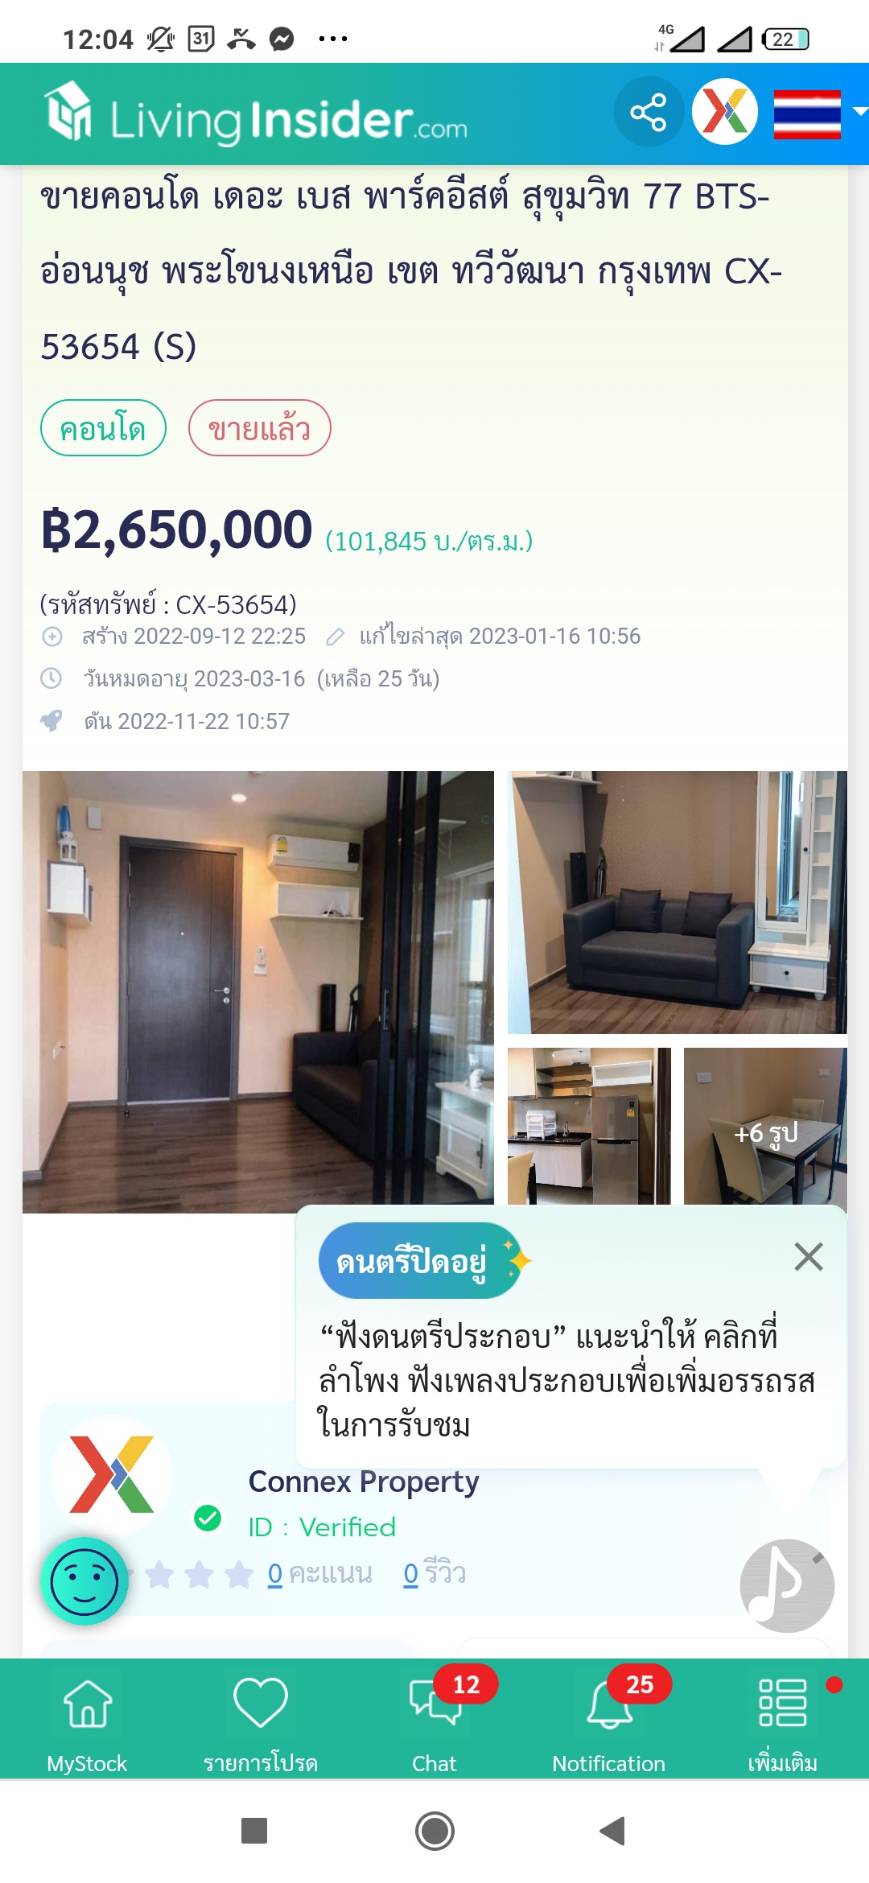 12:04
31
4G
22
LivingInsider.com
ขายคอนโด เดอะ เบส พาร์คอีสต์ สุขุมวิท 77 BTS-
อ่อนนุช พระโขนงเหนือ เขต ทวีวัฒนา กรุงเทพ CX-
53654 (S)
คอนโด
ขายแล้ว
฿2,650,000 (101,845 บ./ตร.ม.)
(รหัสทรัพย์ : CX-53654)
สร้าง 2022-09-12 22:25 แก้ไขล่าสุด 2023-01-16 10:56
วันหมดอายุ 2023-03-16 (เหลือ 25 วัน)
ดัน 2022-11-22 10:57
+6 รูป
ดนตรีปิดอยู่
“ฟังดนตรีประกอบ” แนะนำให้ คลิกที่
ลำโพง ฟังเพลงประกอบเพื่อเพิ่มอรรถรส
ในการรับชม
Connex Property
ID : Verified
0 คะแนน 0 รีวิว
12
25
MyStock
รายการโปรด
Chat
Notification
เพิ่มเติม